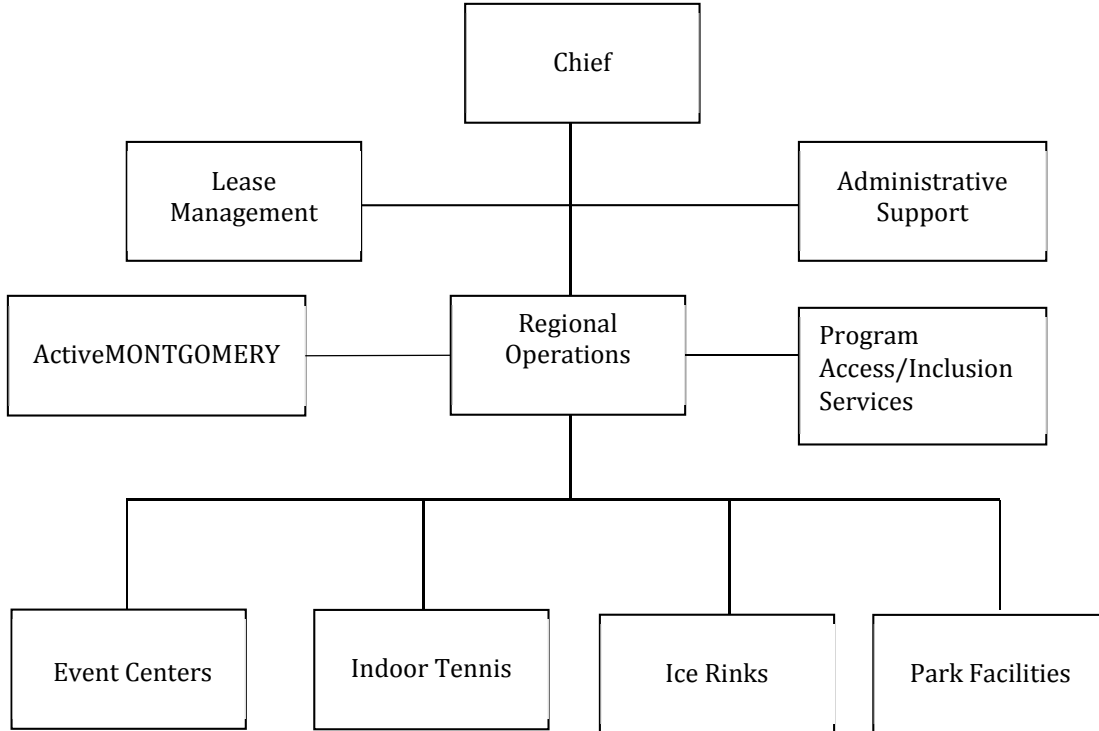 Chief
Lease
Management
Administrative
Support
ActiveMONTGOMERY
Regional
Operations
Program
Access/Inclusion
Services
Event Centers
Indoor Tennis
Ice Rinks
Park Facilities